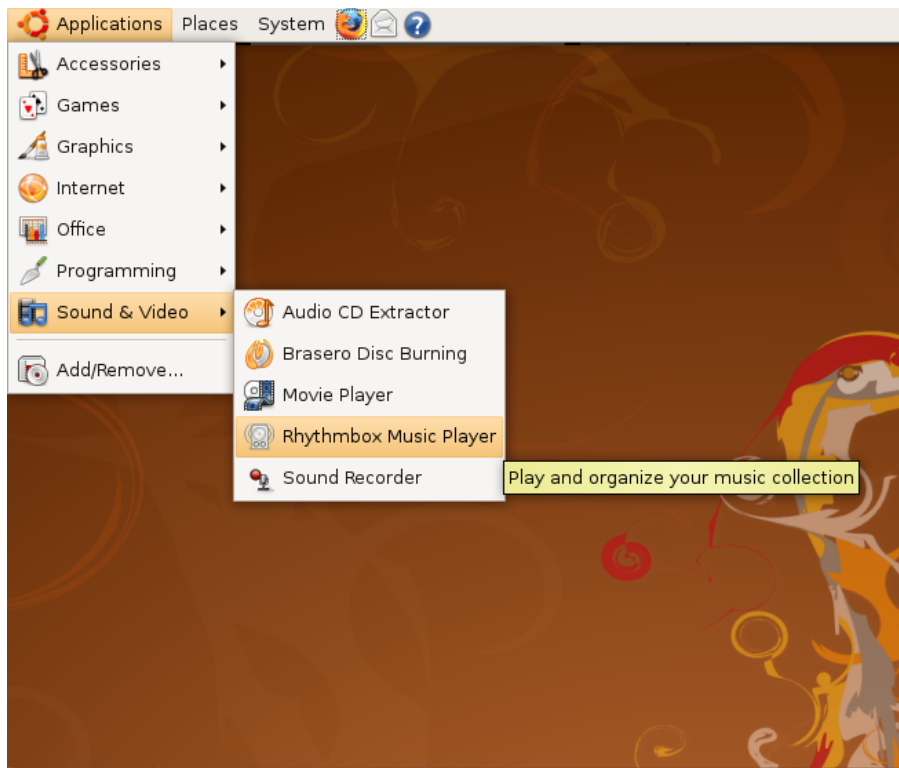 Applications Places System
Accessories
Games
Graphics
Internet
Office
Programming
Sound & Video
Add/Remove...
Audio CD Extractor
Brasero Disc Burning
Movie Player
Rhythmbox Music Player
Sound Recorder
Play and organize your music collection